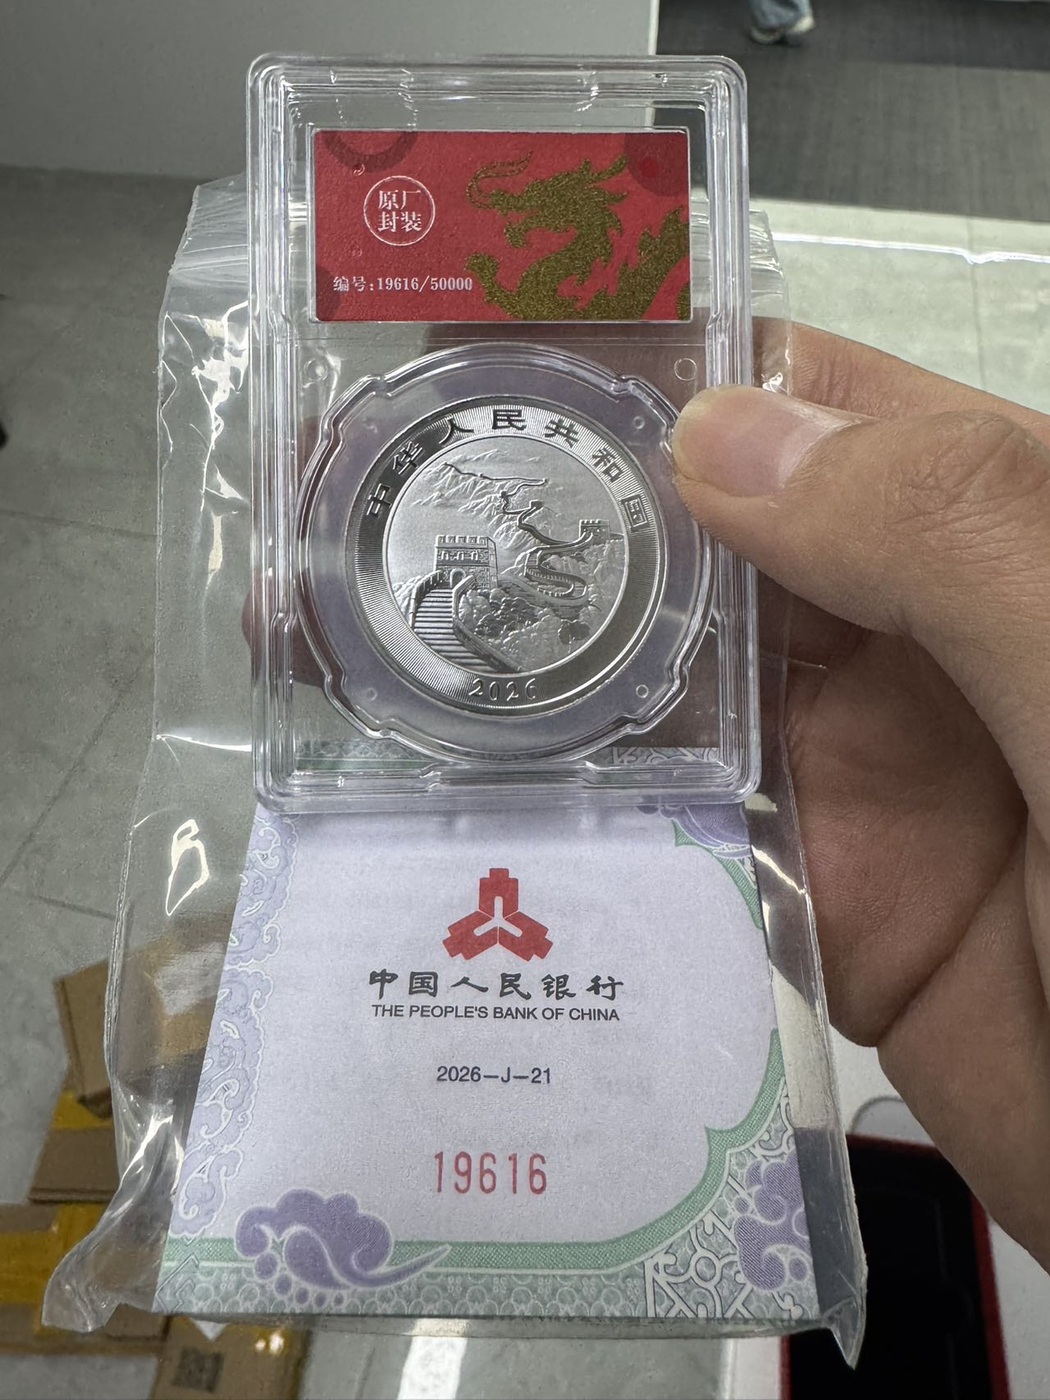 原厂
封装
编号:19616/50000
中华人民共和国
2026
中国人民银行
THE PEOPLE'S BANK OF CHINA
2026-J-21
19616